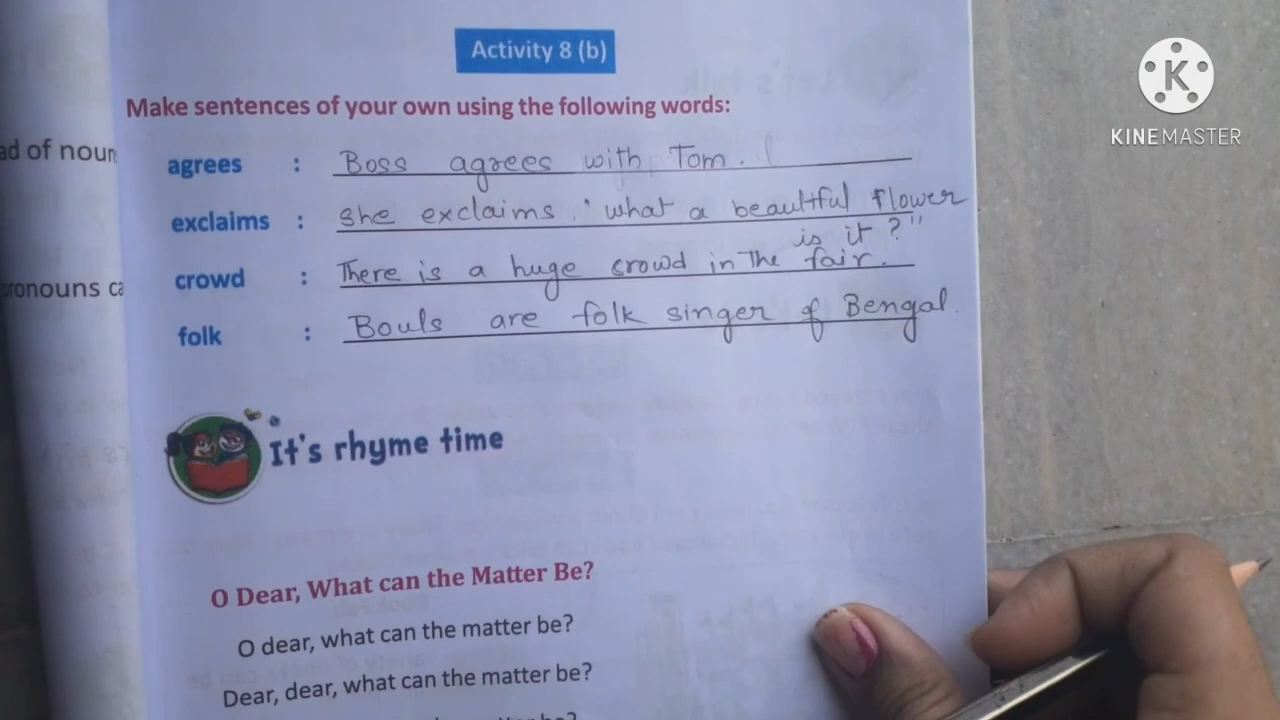 Activity 8 (b)
KINEMASTER
Make sentences of your own using the following words:
ad of noun
agrees : Boss agrees with Tom.
exclaims : She exclaims, "what a beautiful flower
is it ?"
pronouns ca
crowd : There is a huge crowd in the fair.
folk : Bouls are folk singer of Bengal.
It's rhyme time
O Dear, What can the Matter Be?
O dear, what can the matter be?
Dear, dear, what can the matter be?